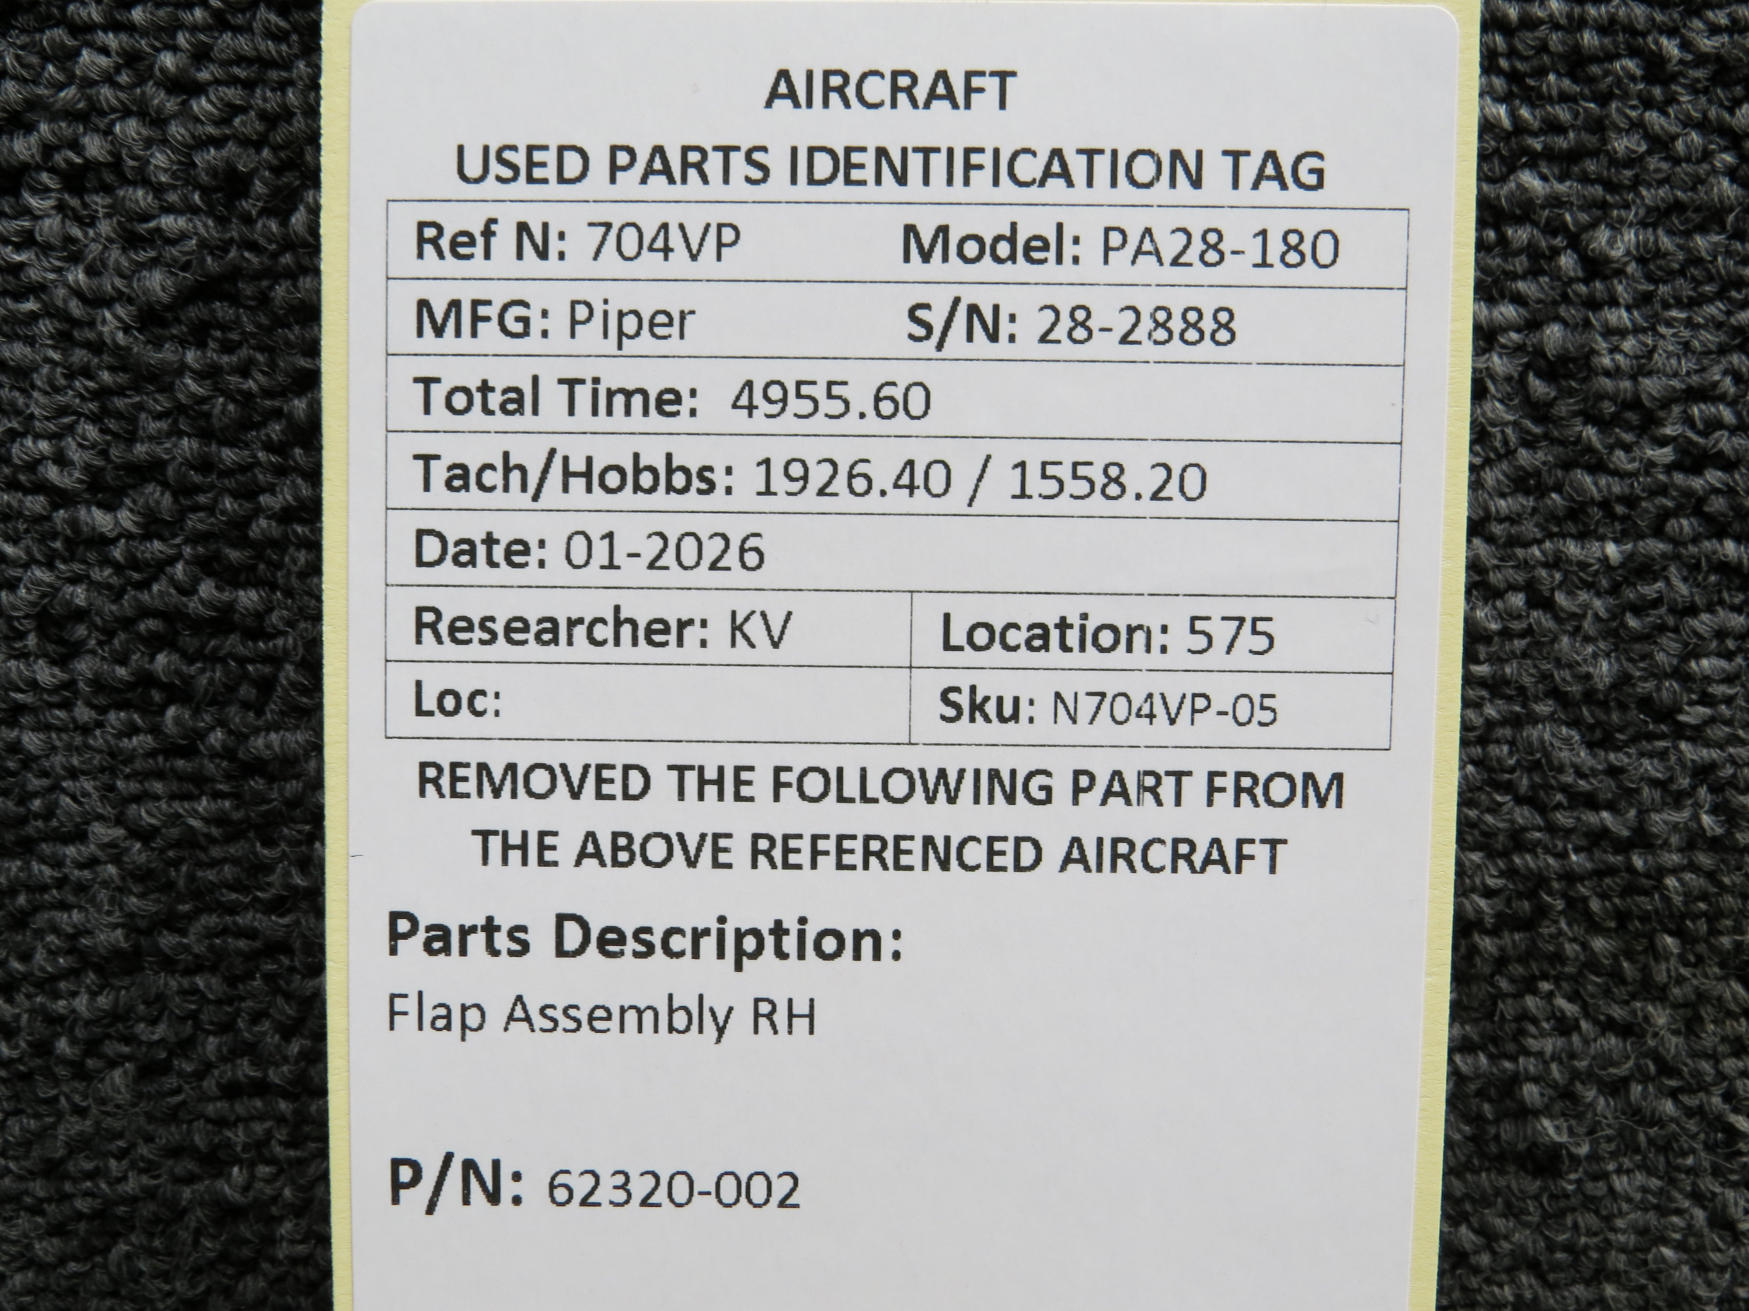 AIRCRAFT
USED PARTS IDENTIFICATION TAG
Ref N: 704VP Model: PA28-180
MFG: Piper S/N: 28-2888
Total Time: 4955.60
Tach/Hobbs: 1926.40 / 1558.20
Date: 01-2026
Researcher: KV Location: 575
Loc: Sku: N704VP-05
REMOVED THE FOLLOWING PART FROM
THE ABOVE REFERENCED AIRCRAFT
Parts Description:
Flap Assembly RH
P/N: 62320-002